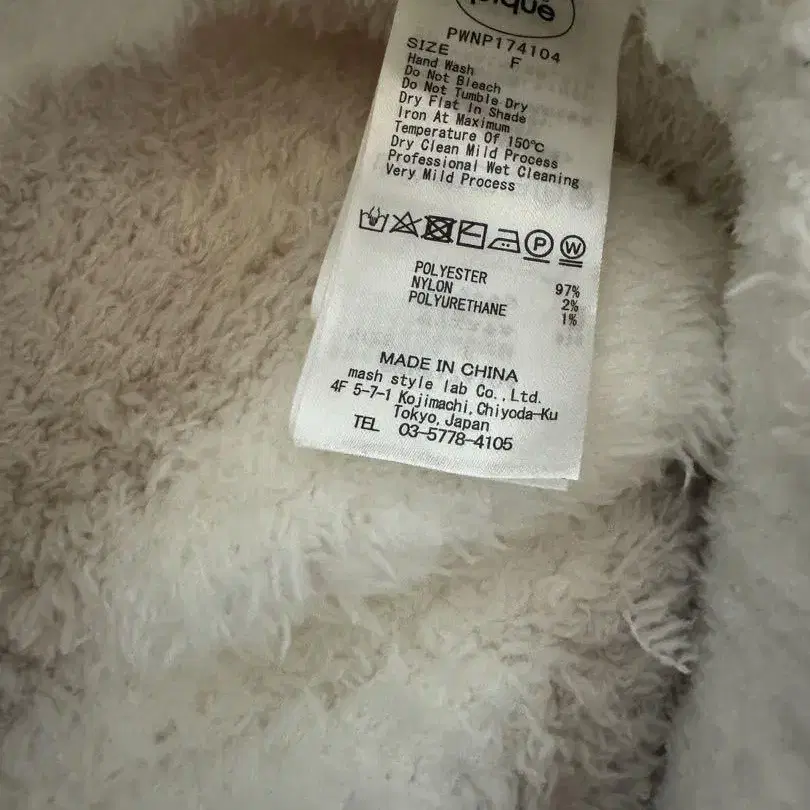 PWNP174104
SIZE F
Hand Wash
Do Not Bleach
Do Not Tumble Dry
Dry Flat In Shade
Iron At Maximum
Temperature Of 150℃
Dry Clean Mild Process
Professional Wet Cleaning
Very Mild Process
P W
POLYESTER 97%
NYLON 2%
POLYURETHANE 1%
MADE IN CHINA
mash style lab Co.,Ltd.
4F 5-7-1 Kojimachi,Chiyoda-Ku
Tokyo,Japan
TEL 03-5778-4105